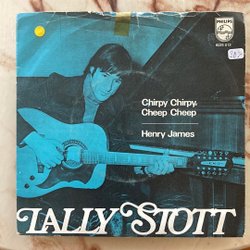 PHILIPS
Chirpy Chirpy,
Cheep Cheep
Henry James
LALLY STOTT